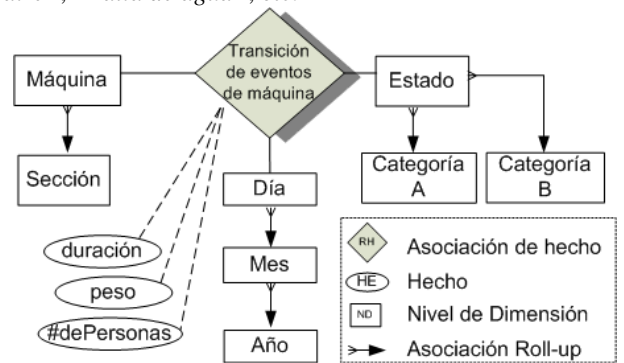 Transición
de eventos
de máquina
Máquina
Estado
Sección
Categoría
A
Categoría
B
Día
duración
Mes
peso
#dePersonas
Año
RH
Asociación de hecho
HE
Hecho
ND
Nivel de Dimensión
Asociación Roll-up